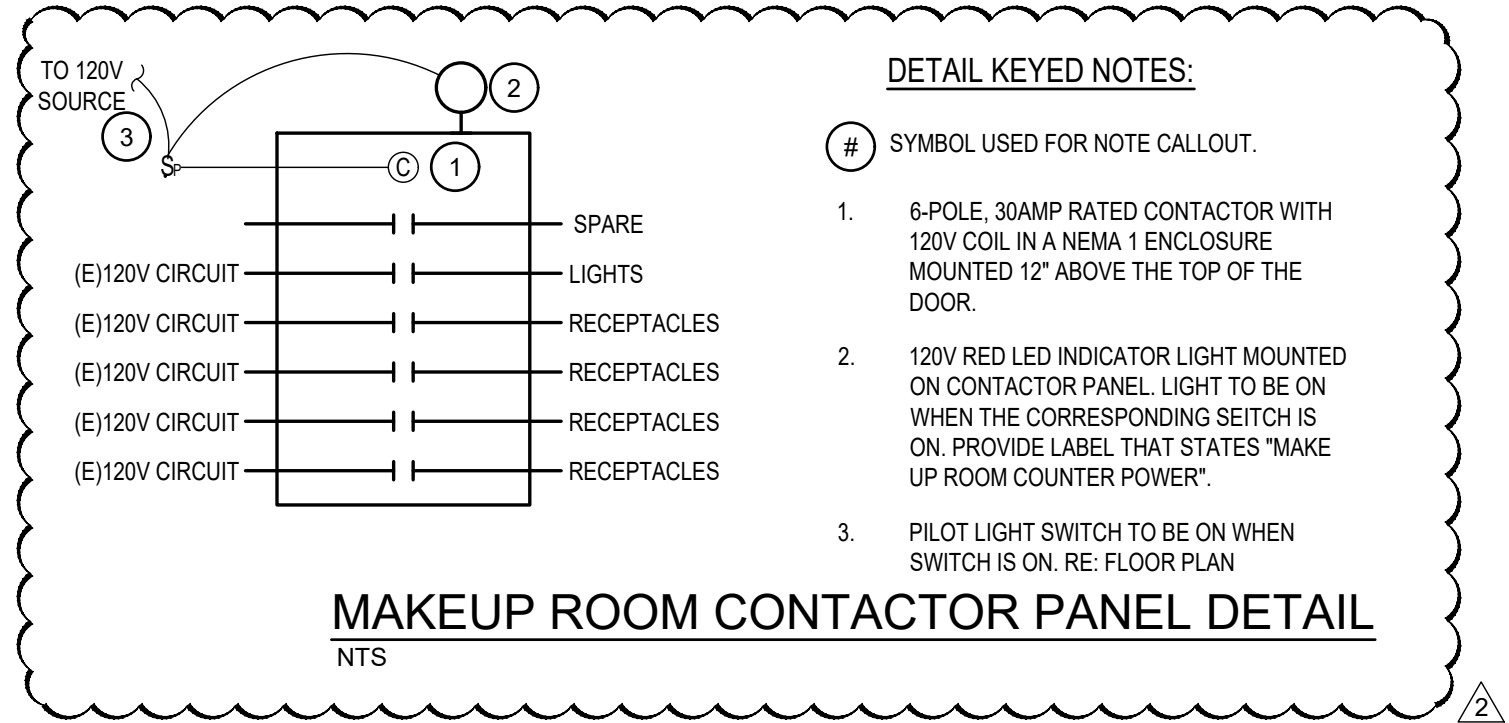 TO 120V
SOURCE
3
SP
2
C
1
SPARE
(E)120V CIRCUIT
LIGHTS
(E)120V CIRCUIT
RECEPTACLES
(E)120V CIRCUIT
RECEPTACLES
(E)120V CIRCUIT
RECEPTACLES
(E)120V CIRCUIT
RECEPTACLES
DETAIL KEYED NOTES:
# SYMBOL USED FOR NOTE CALLOUT.
1. 6-POLE, 30AMP RATED CONTACTOR WITH
120V COIL IN A NEMA 1 ENCLOSURE
MOUNTED 12" ABOVE THE TOP OF THE
DOOR.
2. 120V RED LED INDICATOR LIGHT MOUNTED
ON CONTACTOR PANEL. LIGHT TO BE ON
WHEN THE CORRESPONDING SEITCH IS
ON. PROVIDE LABEL THAT STATES "MAKE
UP ROOM COUNTER POWER".
3. PILOT LIGHT SWITCH TO BE ON WHEN
SWITCH IS ON. RE: FLOOR PLAN
MAKEUP ROOM CONTACTOR PANEL DETAIL
NTS
2